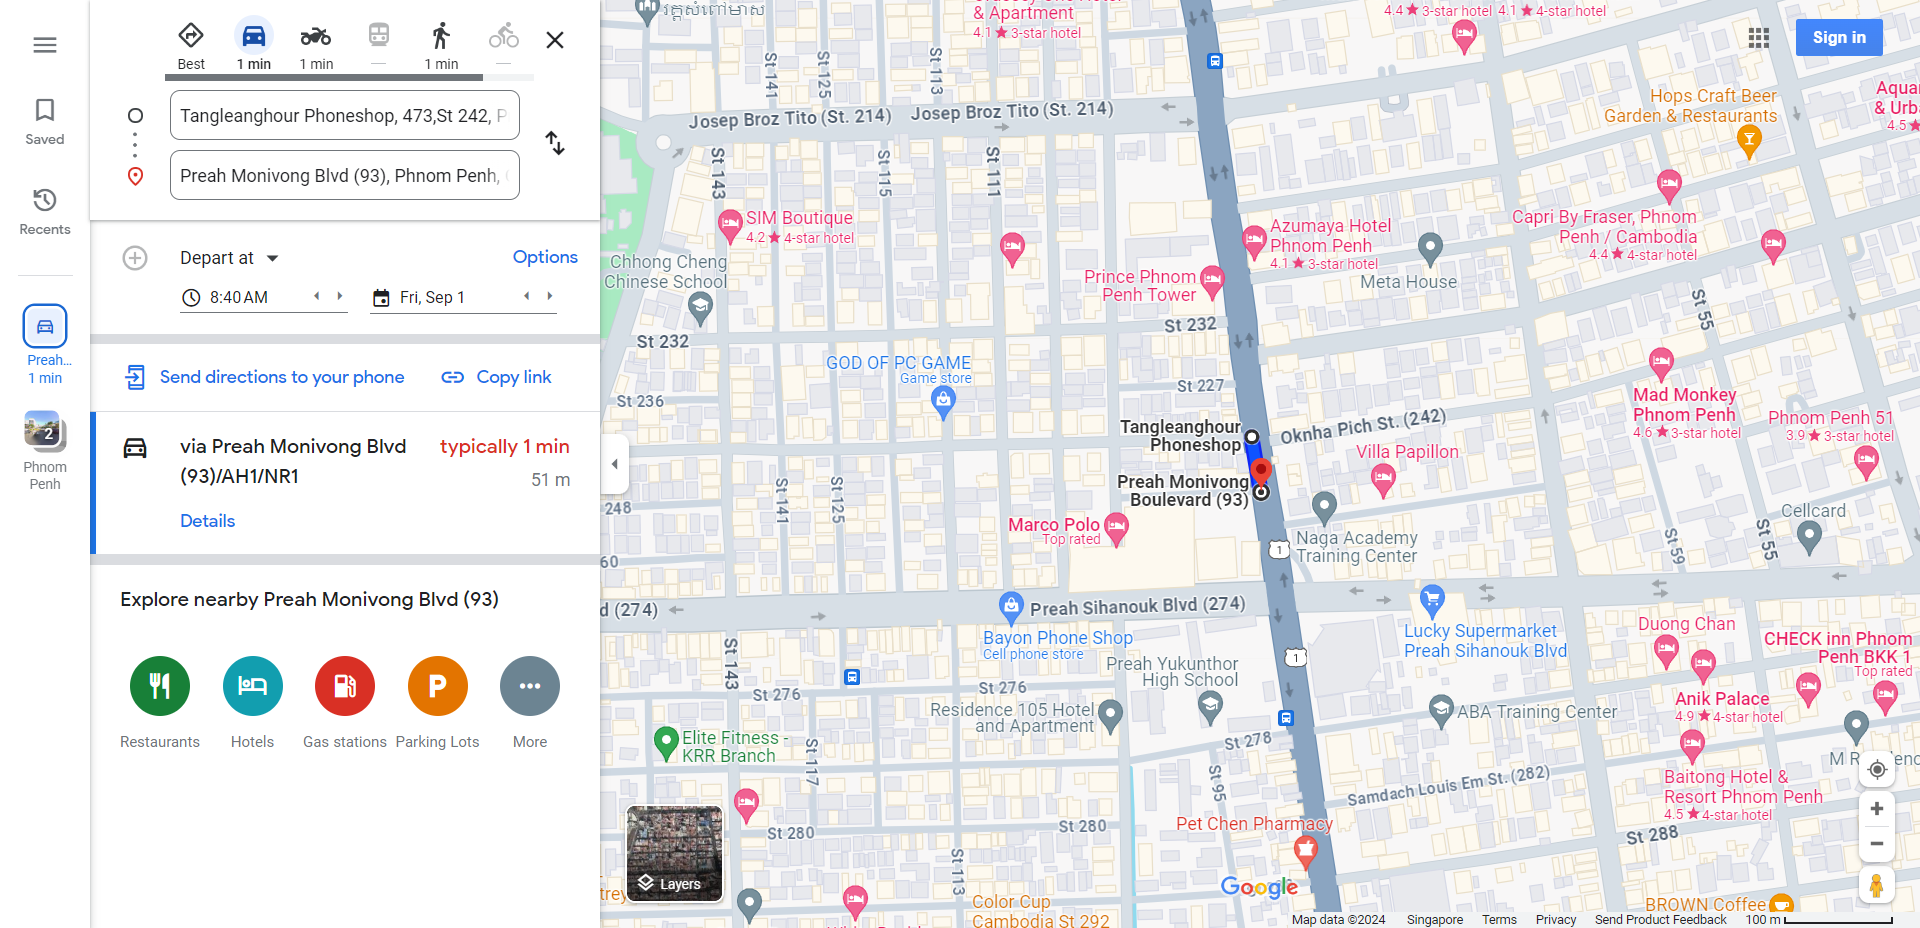 Best
1 min
1 min
—
1 min
—
Saved
Recents
Preah...
1 min
2
Phnom
Penh
Tangleanghour Phoneshop, 473,St 242, P
Preah Monivong Blvd (93), Phnom Penh,
Depart at
Options
8:40 AM
Fri, Sep 1
Send directions to your phone
Copy link
via Preah Monivong Blvd
(93)/AH1/NR1
typically 1 min
51 m
Details
Explore nearby Preah Monivong Blvd (93)
Restaurants
Hotels
Gas stations
Parking Lots
More
វត្តសំពៅមាស
& Apartment
4.1 ★ 3-star hotel
4.4 ★ 3-star hotel
4.1 ★ 4-star hotel
Sign in
St 141
St 125
St 113
Josep Broz Tito (St. 214)
Josep Broz Tito (St. 214)
Hops Craft Beer
Garden & Restaurants
Aqua
& Urb
4.5 ★
St 143
St 115
St 111
SIM Boutique
4.2 ★ 4-star hotel
Azumaya Hotel
Phnom Penh
4.1 ★ 3-star hotel
Capri By Fraser, Phnom
Penh / Cambodia
4.4 ★ 4-star hotel
Chhong Cheng
Chinese School
Prince Phnom
Penh Tower
Meta House
St 55
St 232
St 232
GOD OF PC GAME
Game store
St 227
St 236
Mad Monkey
Phnom Penh
4.6 ★ 3-star hotel
Phnom Penh 51
3.9 ★ 3-star hotel
Tangleanghour
Phoneshop
Oknha Pich St. (242)
Villa Papillon
Preah Monivong
Boulevard (93)
St 141
St 125
248
Marco Polo
Top rated
Naga Academy
Training Center
Cellcard
St 59
St 55
1
60
d (274)
Preah Sihanouk Blvd (274)
Bayon Phone Shop
Cell phone store
Lucky Supermarket
Preah Sihanouk Blvd
Duong Chan
CHECK inn Phnom
Penh BKK 1
Top rated
St 143
1
Preah Yukunthor
High School
St 276
St 276
Residence 105 Hotel
and Apartment
ABA Training Center
Anik Palace
4.9 ★ 4-star hotel
Elite Fitness -
KRR Branch
St 117
St 278
St 95
Samdach Louis Em St. (282)
Baitong Hotel &
Resort Phnom Penh
4.5 ★ 4-star hotel
St 280
St 280
Pet Chen Pharmacy
St 288
St 113
Layers
Google
Color Cup
Cambodia St 292
BROWN Coffee
Map data ©2024
Singapore
Terms
Privacy
Send Product Feedback
100 m